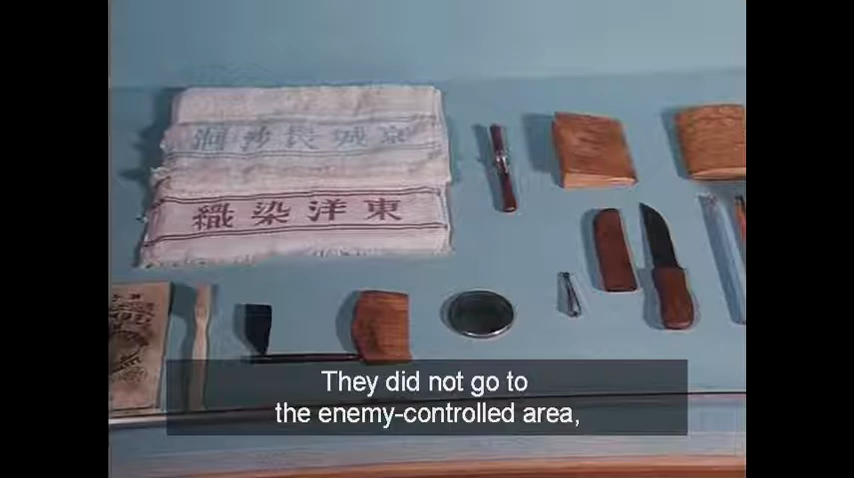 京城長沙洞
東洋染織
They did not go to
the enemy-controlled area,